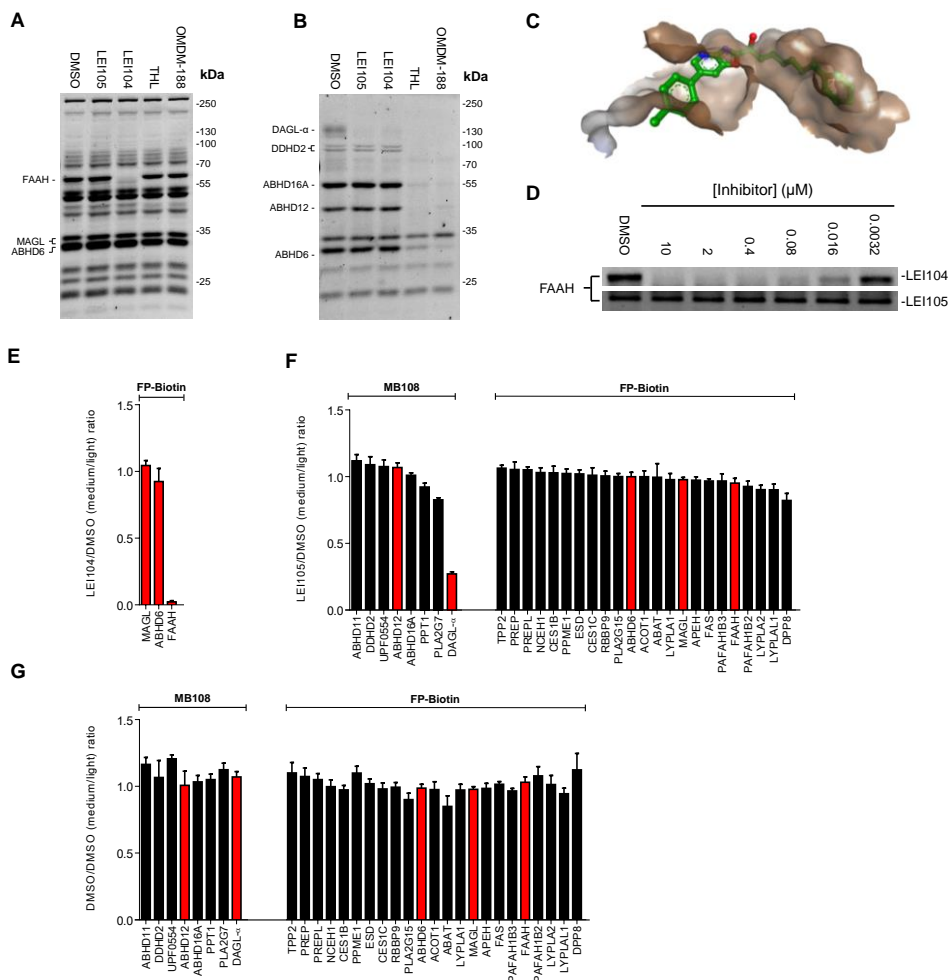 A
DMSO
LEI105
LEI104
THL
OMDM-188
kDa
-250
-130
-100
-70
-55
-35
-25
FAAH -
MAGL
ABHD6
B
DMSO
LEI105
LEI104
THL
OMDM-188
kDa
-250
-130
-100
-70
-55
-35
-25
DAGL-α
DDHD2
ABHD16A -
ABHD12 -
ABHD6 -
C
D
[Inhibitor] (µM)
DMSO
10
2
0.4
0.08
0.016
0.0032
FAAH
-LEI104
-LEI105
E
FP-Biotin
LEI104/DMSO (medium/light) ratio
1.5
1.0
0.5
0.0
MAGL
ABHD6
FAAH
F
MB108
FP-Biotin
LEI105/DMSO (medium/light) ratio
1.5
1.0
0.5
0.0
ABHD11
DDHD2
UPF0554
ABHD12
ABHD16A
PPT1
PLA2G7
DAGL-α
TPP2
PREP
PREPL
NCEH1
CES1B
PPME1
ESD
CES1C
RBBP9
PLA2G15
ABHD6
ACOT1
ABAT
LYPLA1
MAGL
APEH
FAS
PAFAH1B3
FAAH
PAFAH1B2
LYPLA2
LYPLAL1
DPP8
G
MB108
FP-Biotin
DMSO/DMSO (medium/light) ratio
1.5
1.0
0.5
0.0
ABHD11
DDHD2
UPF0554
ABHD12
ABHD16A
PPT1
PLA2G7
DAGL-α
TPP2
PREP
PREPL
NCEH1
CES1B
PPME1
ESD
CES1C
RBBP9
PLA2G15
ABHD6
ACOT1
ABAT
LYPLA1
MAGL
APEH
FAS
PAFAH1B3
FAAH
PAFAH1B2
LYPLA2
LYPLAL1
DPP8